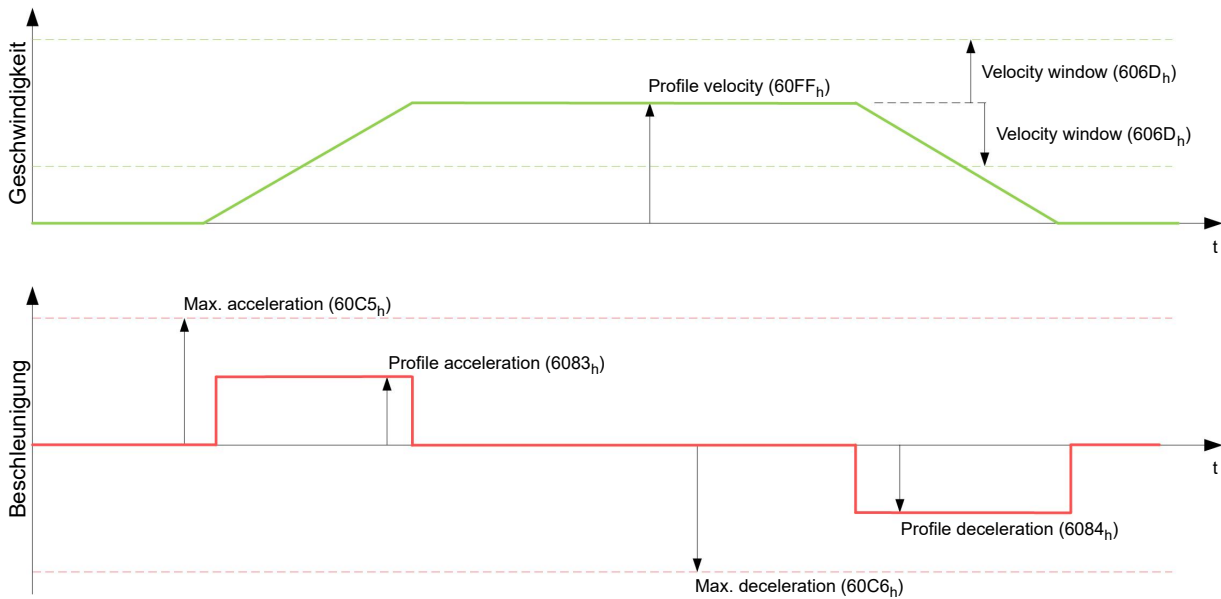 Geschwindigkeit
Velocity window (606Dh)
Profile velocity (60FFh)
Velocity window (606Dh)
t
Beschleunigung
Max. acceleration (60C5h)
Profile acceleration (6083h)
t
Profile deceleration (6084h)
Max. deceleration (60C6h)